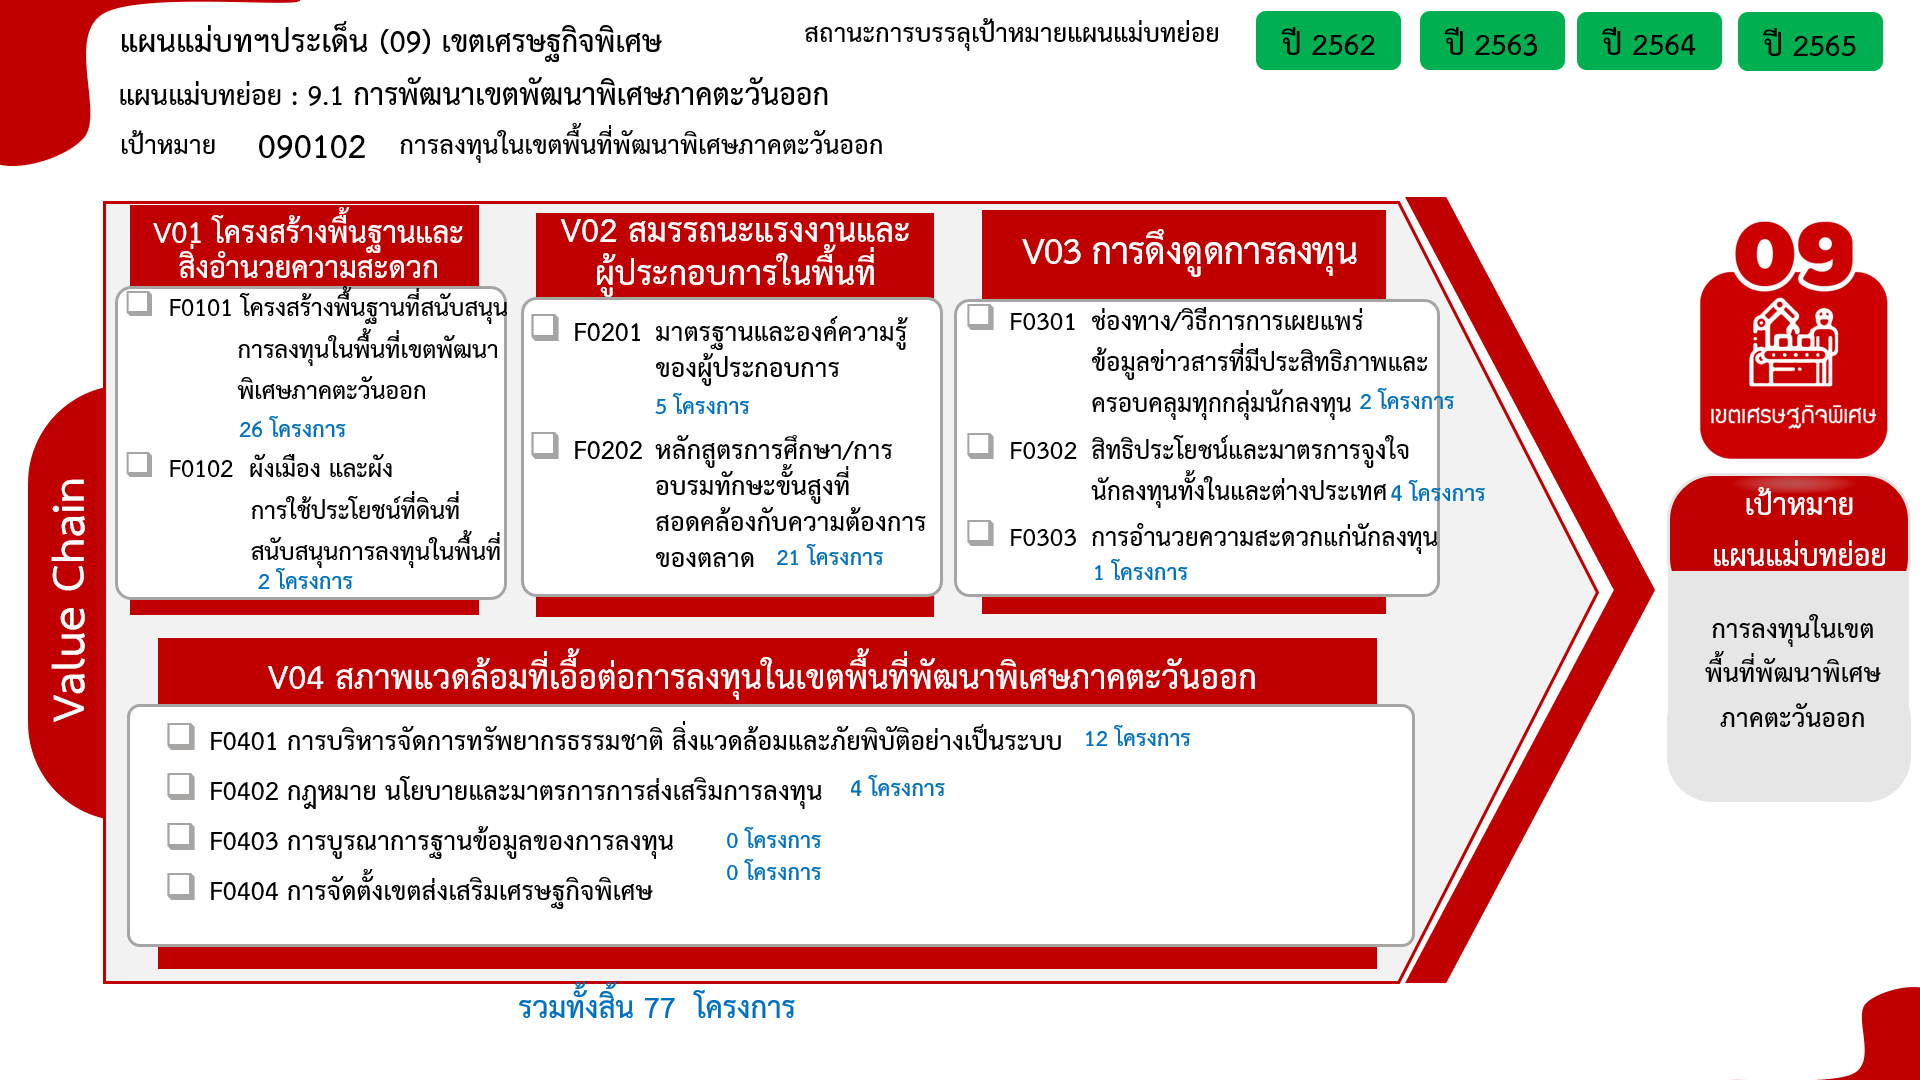 แผนแม่บทฯประเด็น (09) เขตเศรษฐกิจพิเศษ
สถานะการบรรลุเป้าหมายแผนแม่บทย่อย
ปี 2562
ปี 2563
ปี 2564
ปี 2565
แผนแม่บทย่อย : 9.1 การพัฒนาเขตพัฒนาพิเศษภาคตะวันออก
เป้าหมาย 090102 การลงทุนในเขตพื้นที่พัฒนาพิเศษภาคตะวันออก
Value Chain
V01 โครงสร้างพื้นฐานและ
สิ่งอำนวยความสะดวก
F0101 โครงสร้างพื้นฐานที่สนับสนุน
การลงทุนในพื้นที่เขตพัฒนา
พิเศษภาคตะวันออก
26 โครงการ
F0102 ผังเมือง และผัง
การใช้ประโยชน์ที่ดินที่
สนับสนุนการลงทุนในพื้นที่
2 โครงการ
V02 สมรรถนะแรงงานและ
ผู้ประกอบการในพื้นที่
F0201 มาตรฐานและองค์ความรู้
ของผู้ประกอบการ
5 โครงการ
F0202 หลักสูตรการศึกษา/การ
อบรมทักษะขั้นสูงที่
สอดคล้องกับความต้องการ
ของตลาด 21 โครงการ
V03 การดึงดูดการลงทุน
F0301 ช่องทาง/วิธีการการเผยแพร่
ข้อมูลข่าวสารที่มีประสิทธิภาพและ
ครอบคลุมทุกกลุ่มนักลงทุน 2 โครงการ
F0302 สิทธิประโยชน์และมาตรการจูงใจ
นักลงทุนทั้งในและต่างประเทศ 4 โครงการ
F0303 การอำนวยความสะดวกแก่นักลงทุน
1 โครงการ
V04 สภาพแวดล้อมที่เอื้อต่อการลงทุนในเขตพื้นที่พัฒนาพิเศษภาคตะวันออก
F0401 การบริหารจัดการทรัพยากรธรรมชาติ สิ่งแวดล้อมและภัยพิบัติอย่างเป็นระบบ 12 โครงการ
F0402 กฎหมาย นโยบายและมาตรการการส่งเสริมการลงทุน 4 โครงการ
F0403 การบูรณาการฐานข้อมูลของการลงทุน 0 โครงการ
0 โครงการ
F0404 การจัดตั้งเขตส่งเสริมเศรษฐกิจพิเศษ
รวมทั้งสิ้น 77 โครงการ
09
เขตเศรษฐกิจพิเศษ
เป้าหมาย
แผนแม่บทย่อย
การลงทุนในเขต
พื้นที่พัฒนาพิเศษ
ภาคตะวันออก